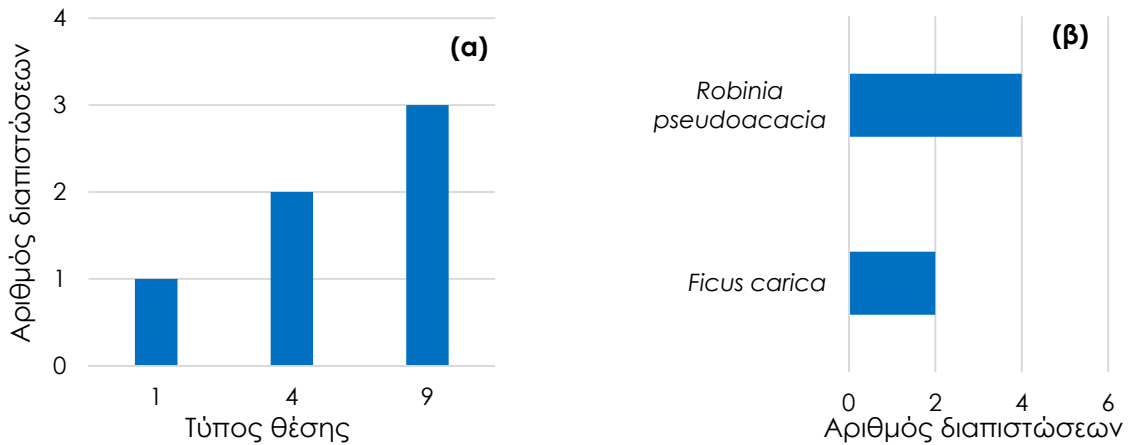 (α)
Αριθμός διαπιστώσεων
4
3
2
1
0
1 4 9
Τύπος θέσης
(β)
Robinia
pseudoacacia
Ficus carica
0 2 4 6
Αριθμός διαπιστώσεων